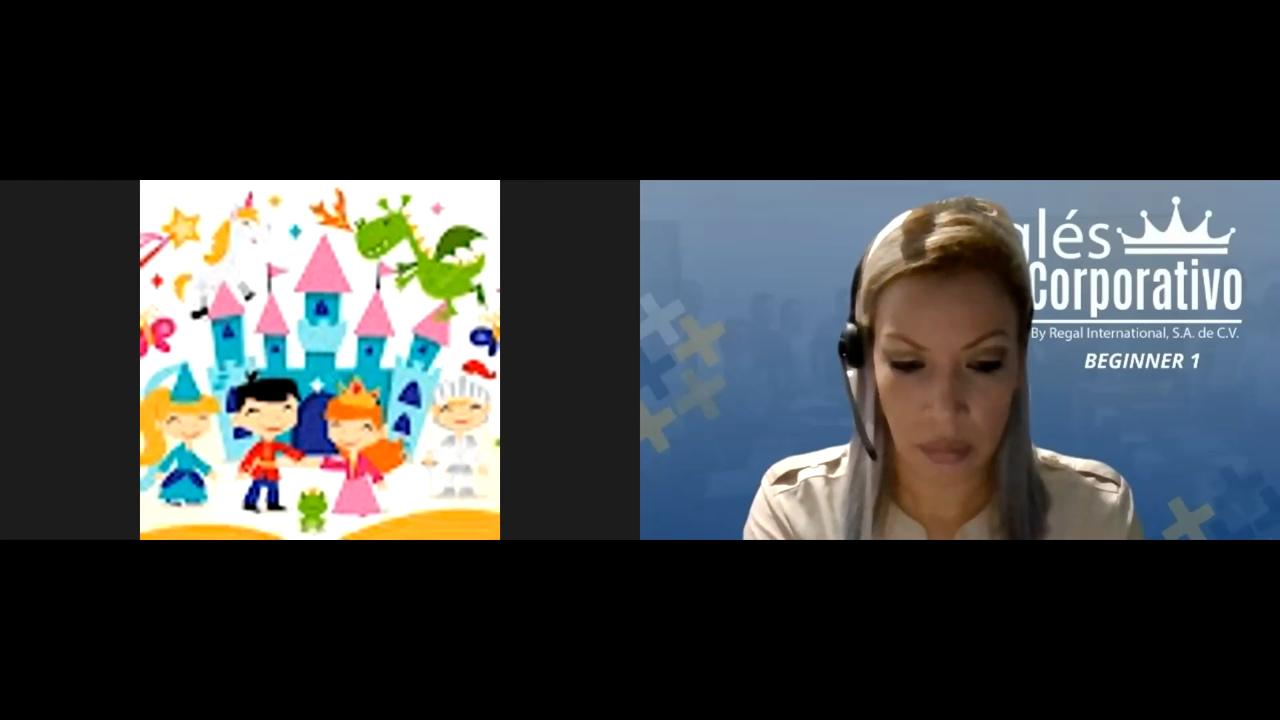 glés
Corporativo
By Regal International, S.A. de C.V.
BEGINNER 1